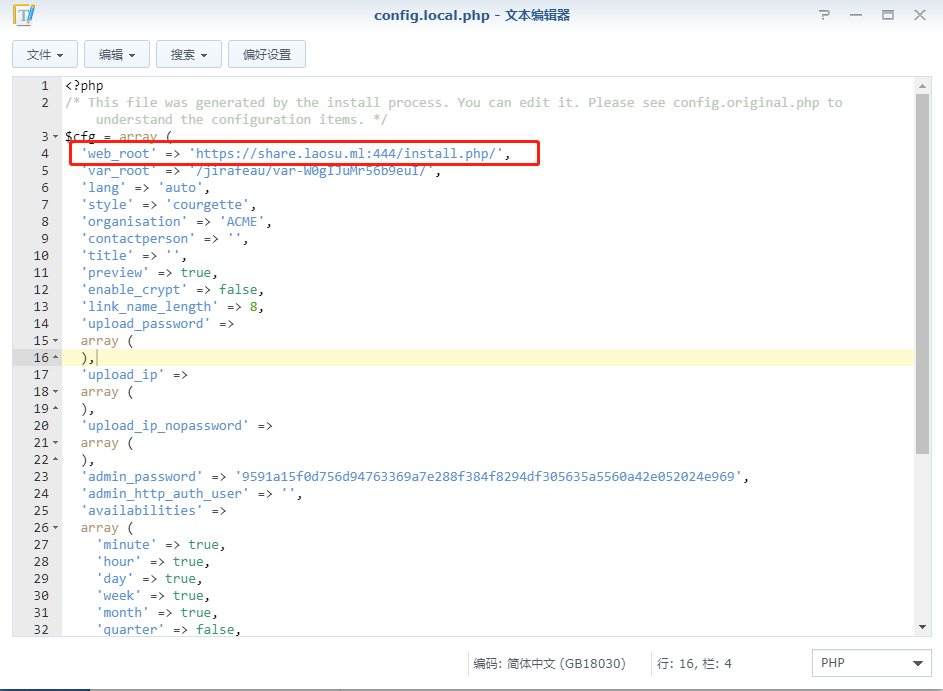 config.local.php - 文本编辑器
文件 编辑 搜索 偏好设置
1 <?php
2 /* This file was generated by the install process. You can edit it. Please see config.original.php to
understand the configuration items. */
3 $cfg = array (
4 'web_root' => 'https://share.laosu.ml:444/install.php/',
5 'var_root' => '/jirafeau/var-W0gIJuMr56b9euI/',
6 'lang' => 'auto',
7 'style' => 'courgette',
8 'organisation' => 'ACME',
9 'contactperson' => '',
10 'title' => '',
11 'preview' => true,
12 'enable_crypt' => false,
13 'link_name_length' => 8,
14 'upload_password' =>
15 array (
16 ),
17 'upload_ip' =>
18 array (
19 ),
20 'upload_ip_nopassword' =>
21 array (
22 ),
23 'admin_password' => '9591a15f0d756d94763369a7e288f384f8294df305635a5560a42e052024e969',
24 'admin_http_auth_user' => '',
25 'availabilities' =>
26 array (
27 'minute' => true,
28 'hour' => true,
29 'day' => true,
30 'week' => true,
31 'month' => true,
32 'quarter' => false,
编码: 简体中文 (GB18030) 行: 16, 栏: 4 PHP